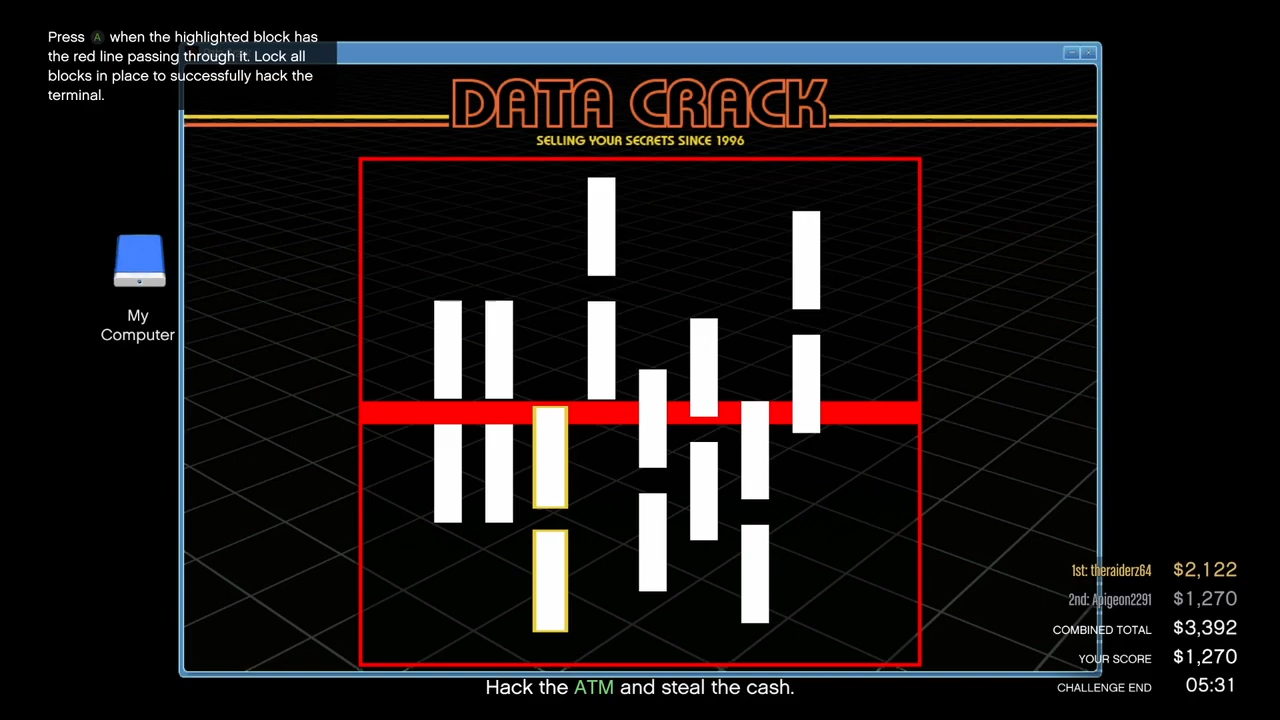 Press A when the highlighted block has
the red line passing through it. Lock all
blocks in place to successfully hack the
terminal.
DATA CRACK
SELLING YOUR SECRETS SINCE 1996
My
Computer
1st: theraiderz64 $2,122
2nd: Apigeon2291 $1,270
COMBINED TOTAL $3,392
YOUR SCORE $1,270
CHALLENGE END 05:31
Hack the ATM and steal the cash.